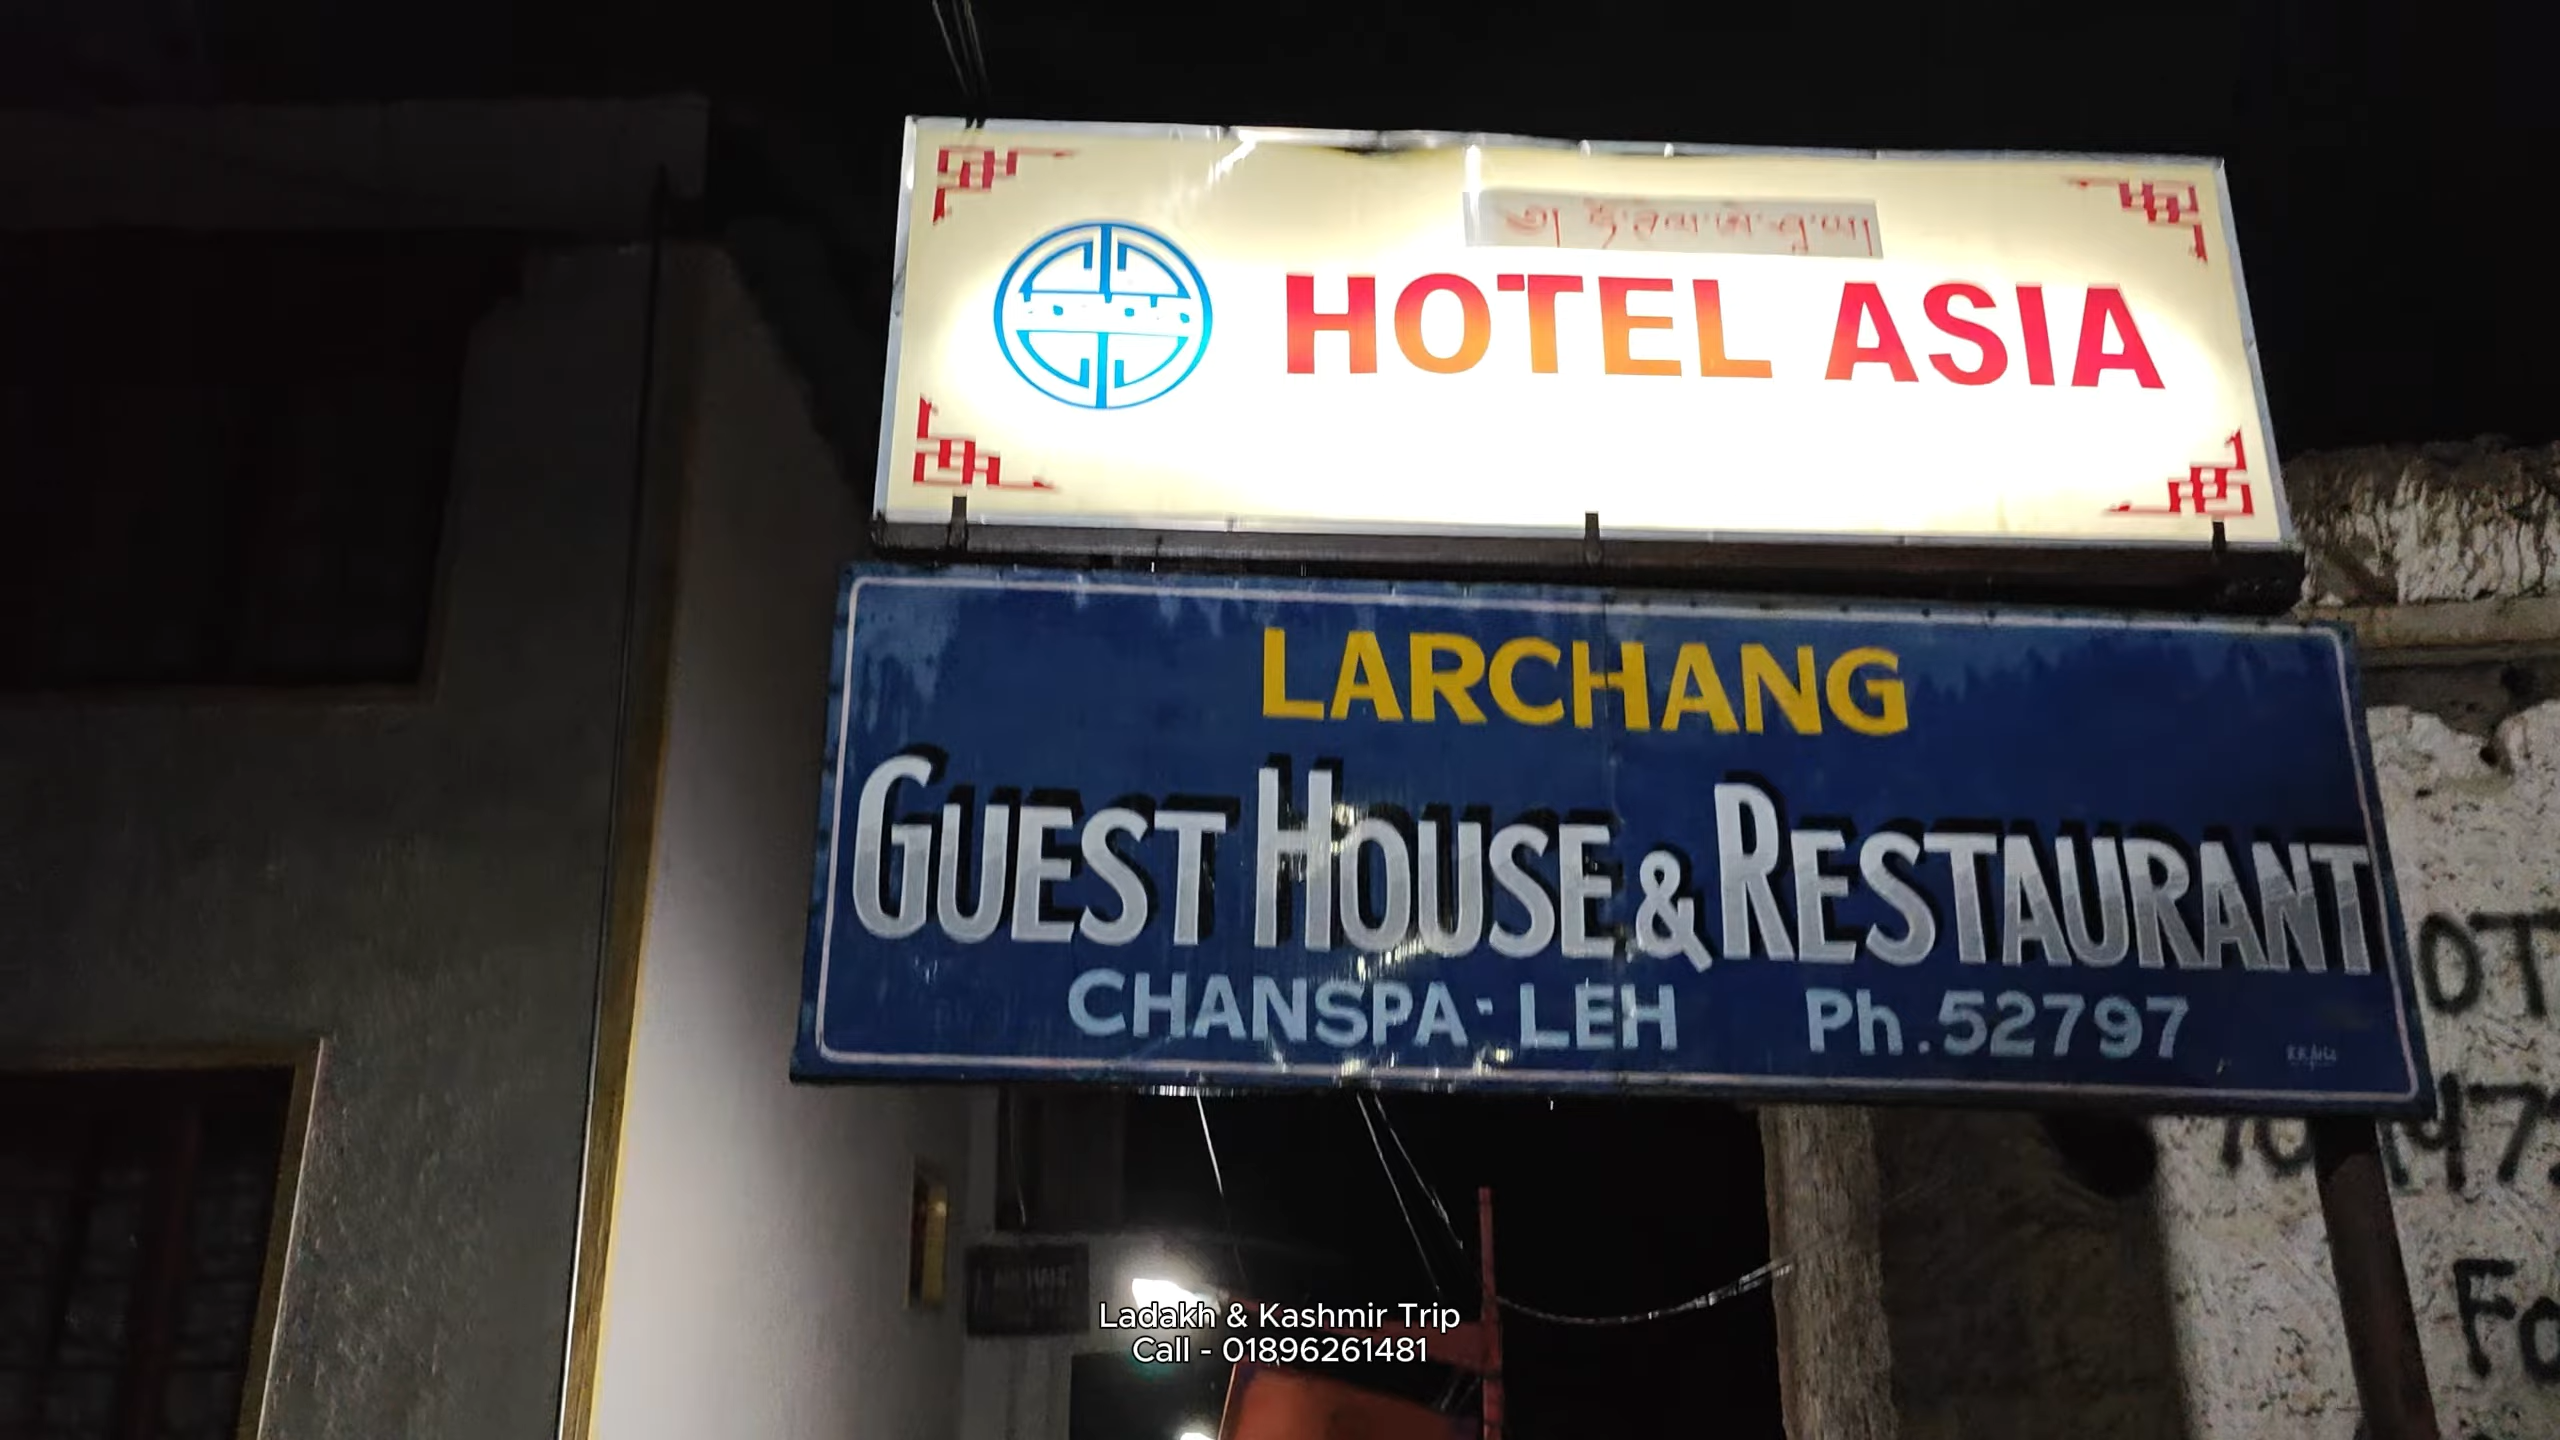 ༄། ཧོ་ཊེལ་ཨེ་ཤི་ཡ།
HOTEL ASIA
LARCHANG
GUEST HOUSE & RESTAURANT
CHANSPA - LEH Ph. 52797
Ladakh & Kashmir Trip
Call - 01896261481